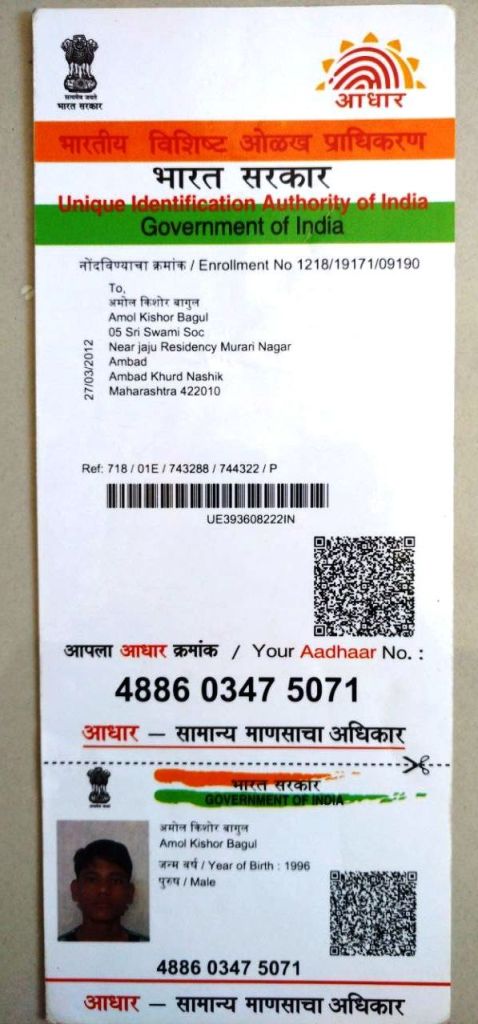 सत्यमेव जयते
भारत सरकार
आधार
भारतीय विशिष्ट ओळख प्राधिकरण
भारत सरकार
Unique Identification Authority of India
Government of India
नोंदविण्याचा क्रमांक / Enrollment No 1218/19171/09190
To,
अमोल किशोर बागुल
Amol Kishor Bagul
05 Sri Swami Soc
Near jaju Residency Murari Nagar
Ambad
Ambad Khurd Nashik
Maharashtra 422010
27/03/2012
Ref: 718 / 01E / 743288 / 744322 / P
UE393608222IN
आपला आधार क्रमांक / Your Aadhaar No. :
4886 0347 5071
आधार — सामान्य माणसाचा अधिकार
भारत सरकार
GOVERNMENT OF INDIA
अमोल किशोर बागुल
Amol Kishor Bagul
जन्म वर्ष / Year of Birth : 1996
पुरुष / Male
4886 0347 5071
आधार — सामान्य माणसाचा अधिकार